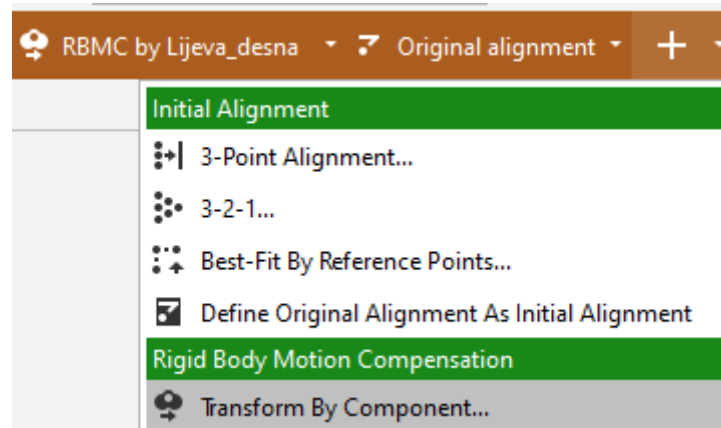 RBMC by Lijeva_desna Original alignment
Initial Alignment
3-Point Alignment...
3-2-1...
Best-Fit By Reference Points...
Define Original Alignment As Initial Alignment
Rigid Body Motion Compensation
Transform By Component...